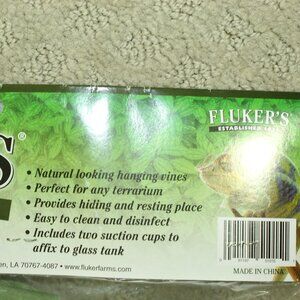 FLUKER'S
ESTABLISHED
S®
• Natural looking hanging vines
• Perfect for any terrarium
• Provides hiding and resting place
• Easy to clean and disinfect
• Includes two suction cups to
affix to glass tank
en, LA 70767-4087 • www.flukerfarms.com
MADE IN CHINA